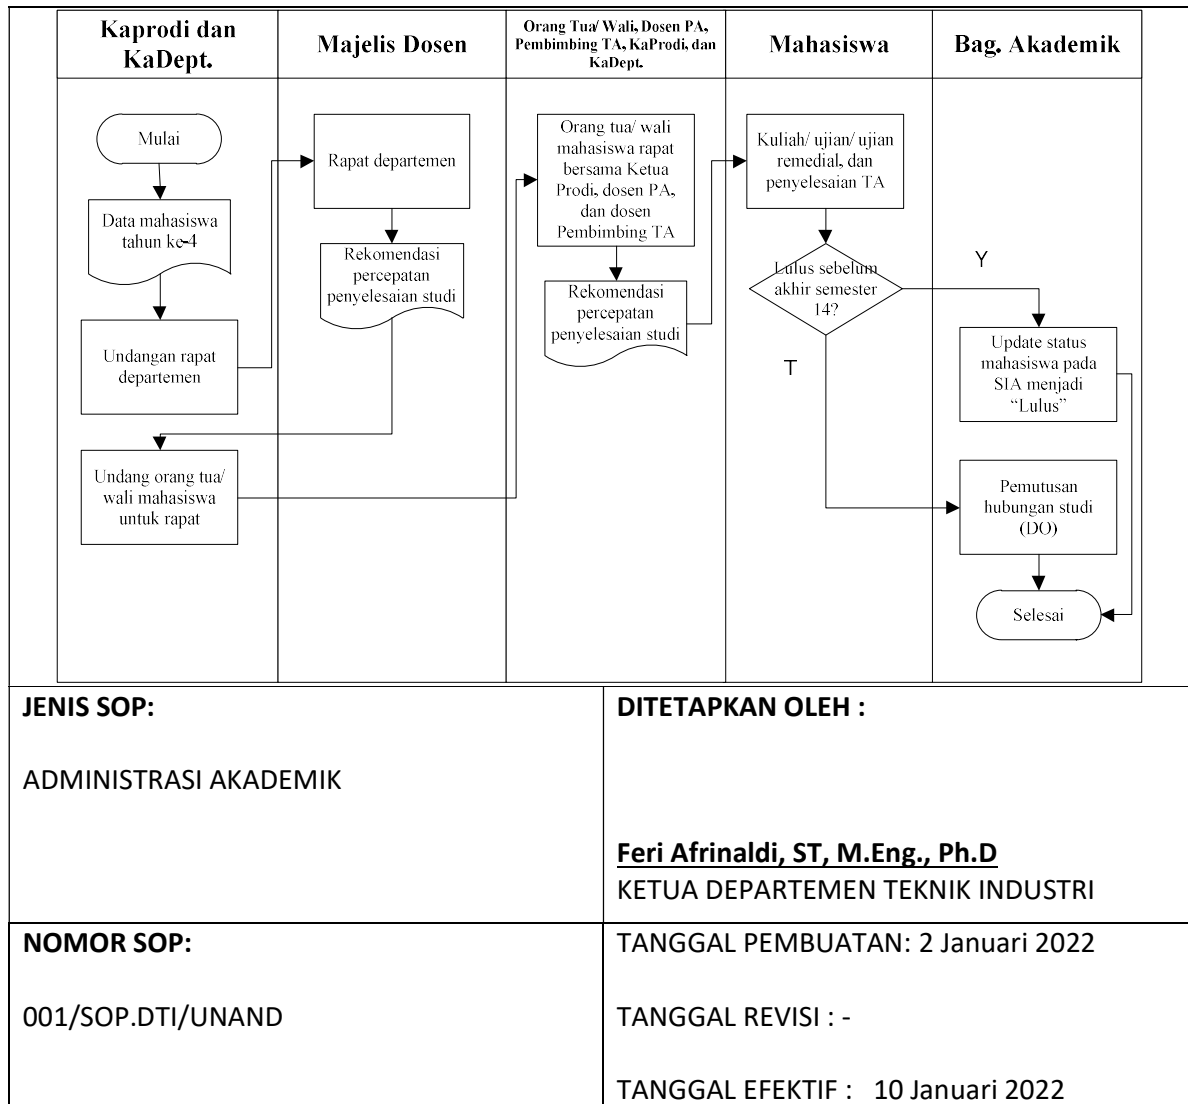 Kaprodi dan
KaDept.
Majelis Dosen
Orang Tua/ Wali, Dosen PA,
Pembimbing TA, KaProdi, dan
KaDept.
Mahasiswa
Bag. Akademik
Mulai
Data mahasiswa
tahun ke-4
Undangan rapat
departemen
Undang orang tua/
wali mahasiswa
untuk rapat
Rapat departemen
Rekomendasi
percepatan
penyelesaian studi
Orang tua/ wali
mahasiswa rapat
bersama Ketua
Prodi, dosen PA,
dan dosen
Pembimbing TA
Rekomendasi
percepatan
penyelesaian studi
Kuliah/ ujian/ ujian
remedial, dan
penyelesaian TA
Lulus sebelum
akhir semester
14?
Y
T
Update status
mahasiswa pada
SIA menjadi
“Lulus”
Pemutusan
hubungan studi
(DO)
Selesai
JENIS SOP:
ADMINISTRASI AKADEMIK
DITETAPKAN OLEH :
Feri Afrinaldi, ST, M.Eng., Ph.D
KETUA DEPARTEMEN TEKNIK INDUSTRI
NOMOR SOP:
001/SOP.DTI/UNAND
TANGGAL PEMBUATAN: 2 Januari 2022
TANGGAL REVISI : -
TANGGAL EFEKTIF : 10 Januari 2022